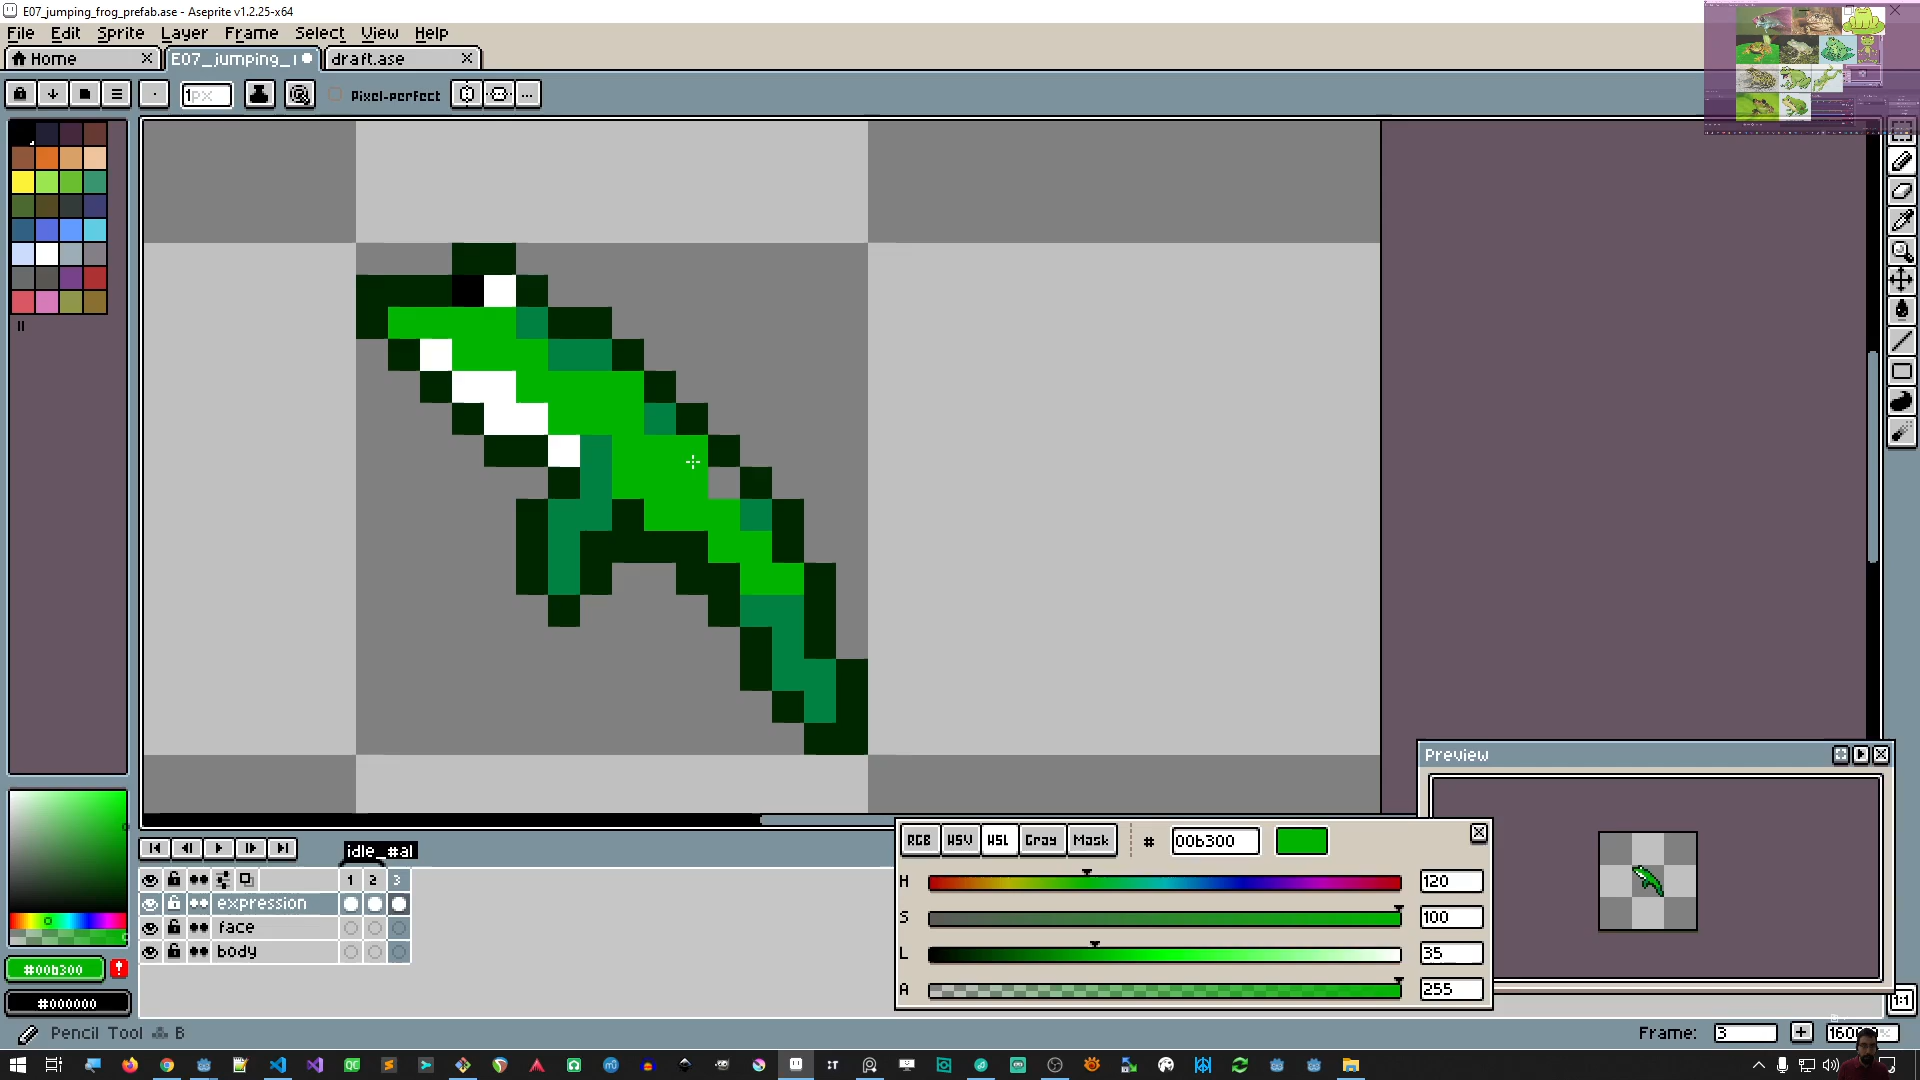 E07_jumping_frog_prefab.ase - Aseprite v1.2.25-x64
File Edit Sprite Layer Frame Select View Help
Home E07_jumping_ draft.ase
1px Pixel-perfect ...
Preview
RGB HSV HSL Gray Mask # 00b300
H 120
S 100
L 35
A 255
idle_#al
1 2 3
expression
face
body
#00b300 !
#000000
1:1
Pencil Tool B
Frame: 3 +